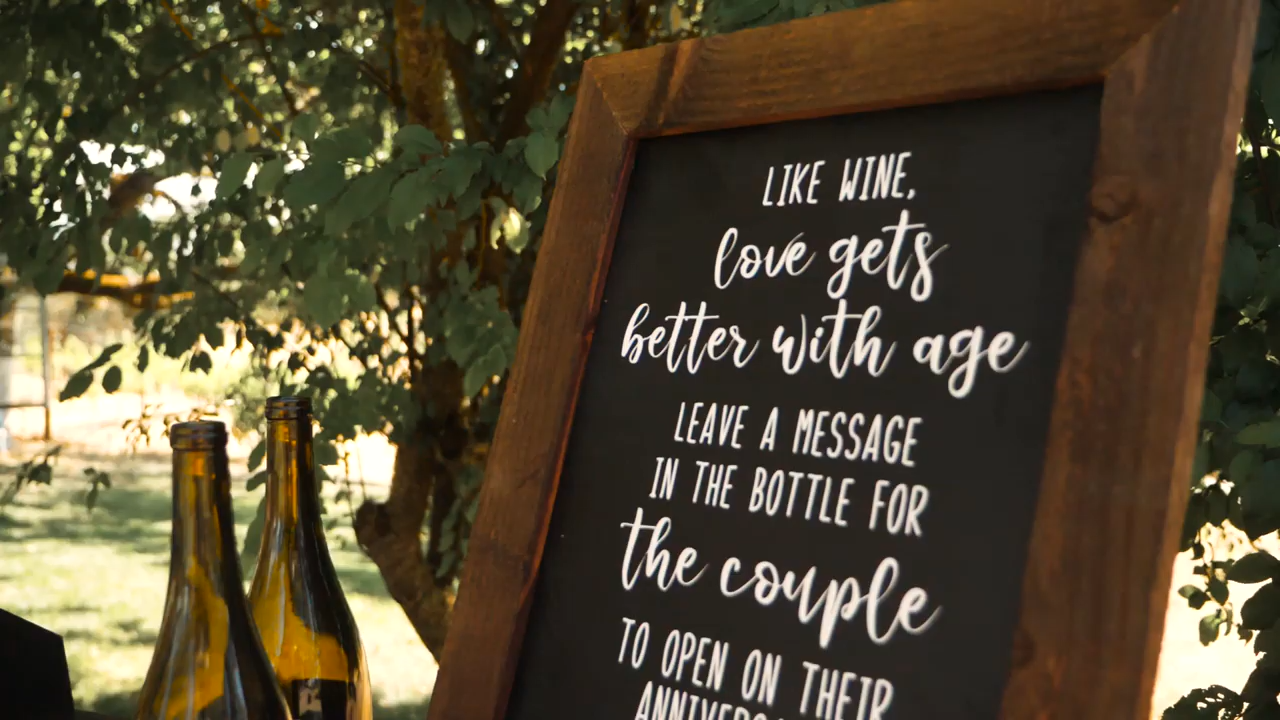 LIKE WINE,
love gets
better with age
LEAVE A MESSAGE
IN THE BOTTLE FOR
the couple
TO OPEN ON THEIR